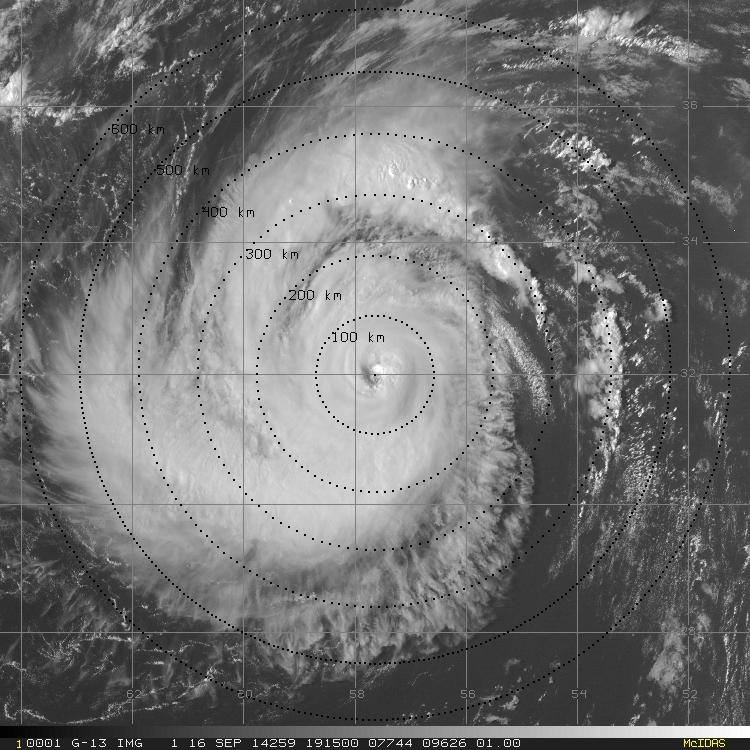 36
600 km
500 km
400 km
34
300 km
200 km
100 km
32
28
62 60 58 56 54 52
1 0001 G-13 IMG 1 16 SEP 14259 191500 07744 09626 01.00 McIDAS